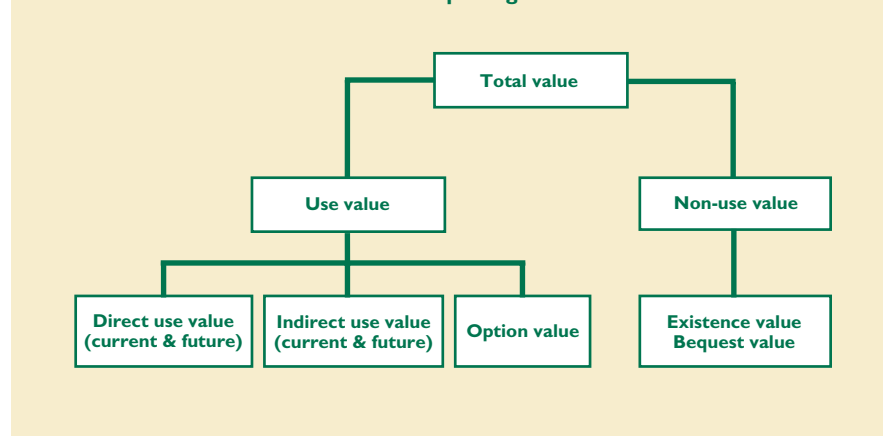 Total value
Use value
Non-use value
Direct use value
(current & future)
Indirect use value
(current & future)
Option value
Existence value
Bequest value